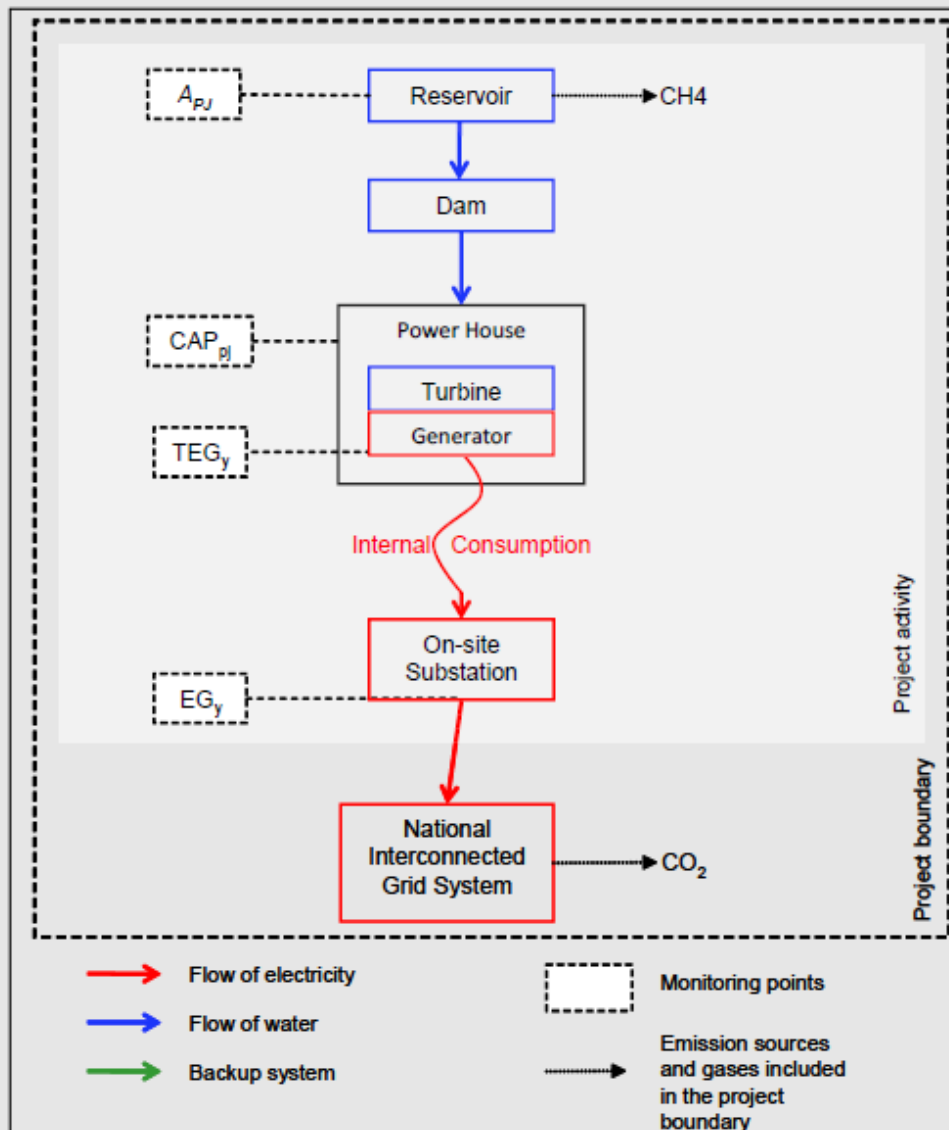 A_PJ
Reservoir
CH4
Dam
CAP_pj
Power House
Turbine
TEG_y
Generator
Internal Consumption
On-site
Substation
EG_y
Project activity
National
Interconnected
Grid System
CO₂
Project boundary
Flow of electricity
Flow of water
Backup system
Monitoring points
Emission sources
and gases included
in the project
boundary